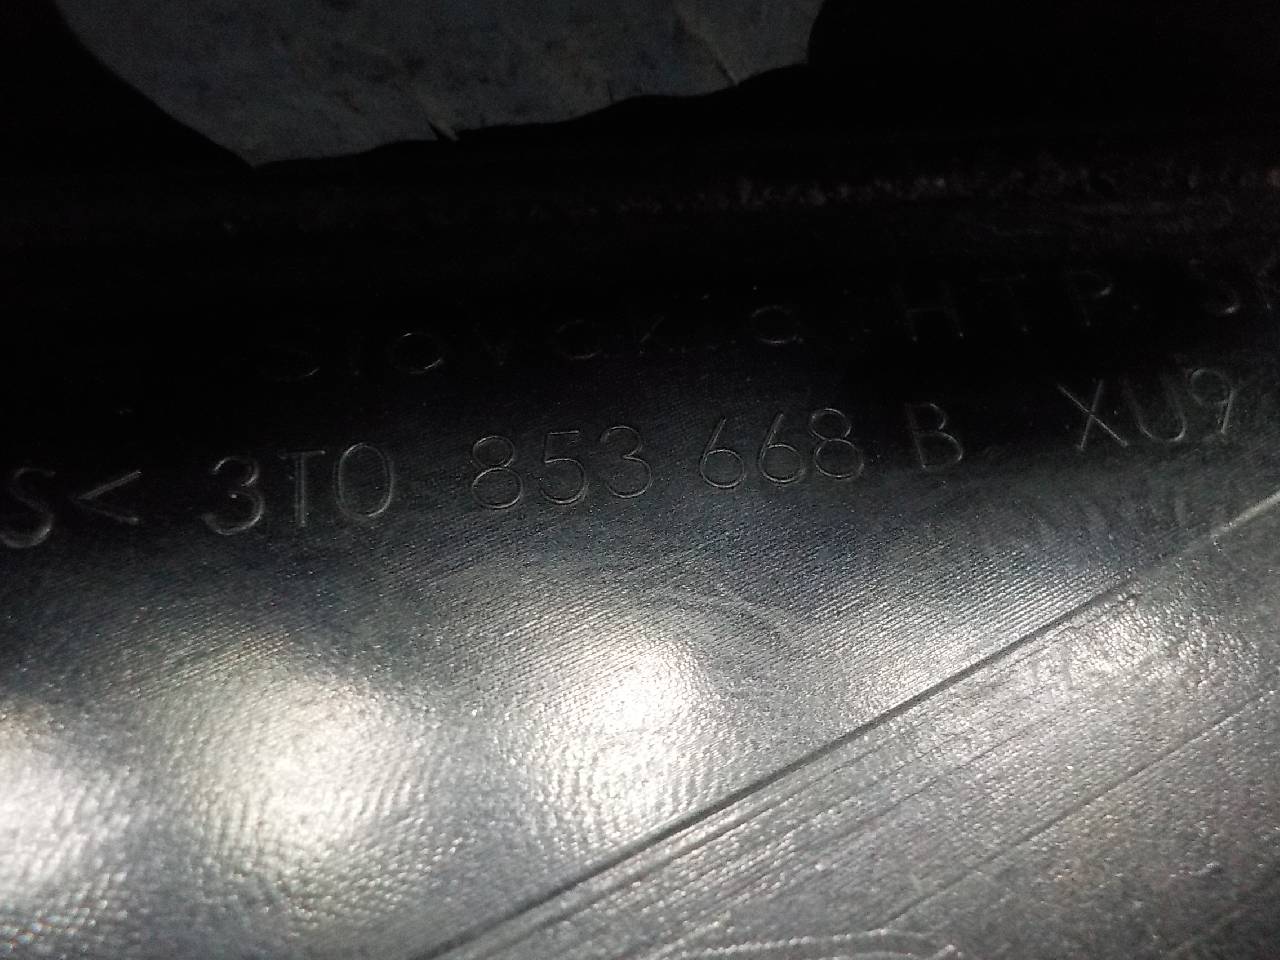 Slovakia HTP S
S< 3T0 853 668 B XU9